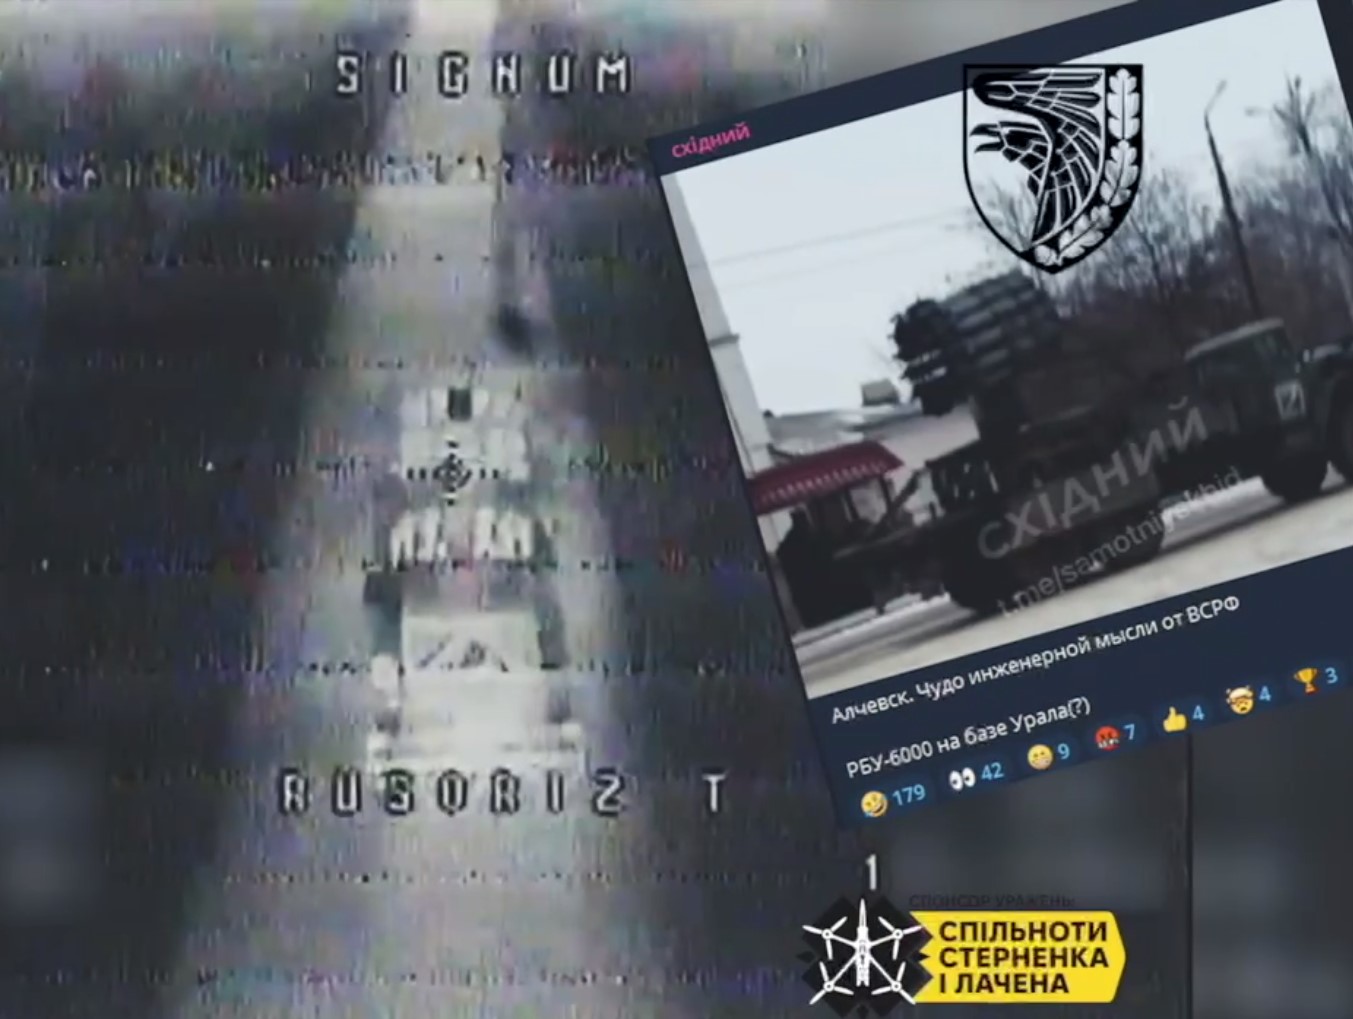 SIGNUM
RUSORIZ T
1
східний
східний
t.me/samotniyskhid
Алчевск. Чудо инженерной мысли от ВСРФ
РБУ-6000 на базе Урала(?)
179 42 9 7 4 4 3
СПОНСОР УРАЖЕНЬ:
СПІЛЬНОТИ
СТЕРНЕНКА
І ЛАЧЕНА